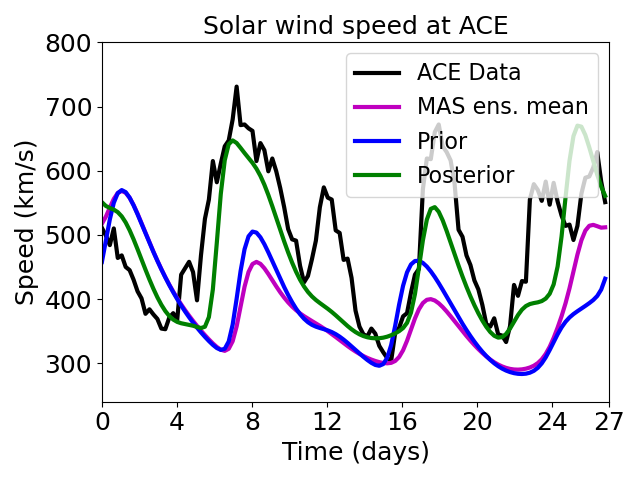 Solar wind speed at ACE
800
700
600
500
400
300
Speed (km/s)
ACE Data
MAS ens. mean
Prior
Posterior
0 4 8 12 16 20 24 27
Time (days)